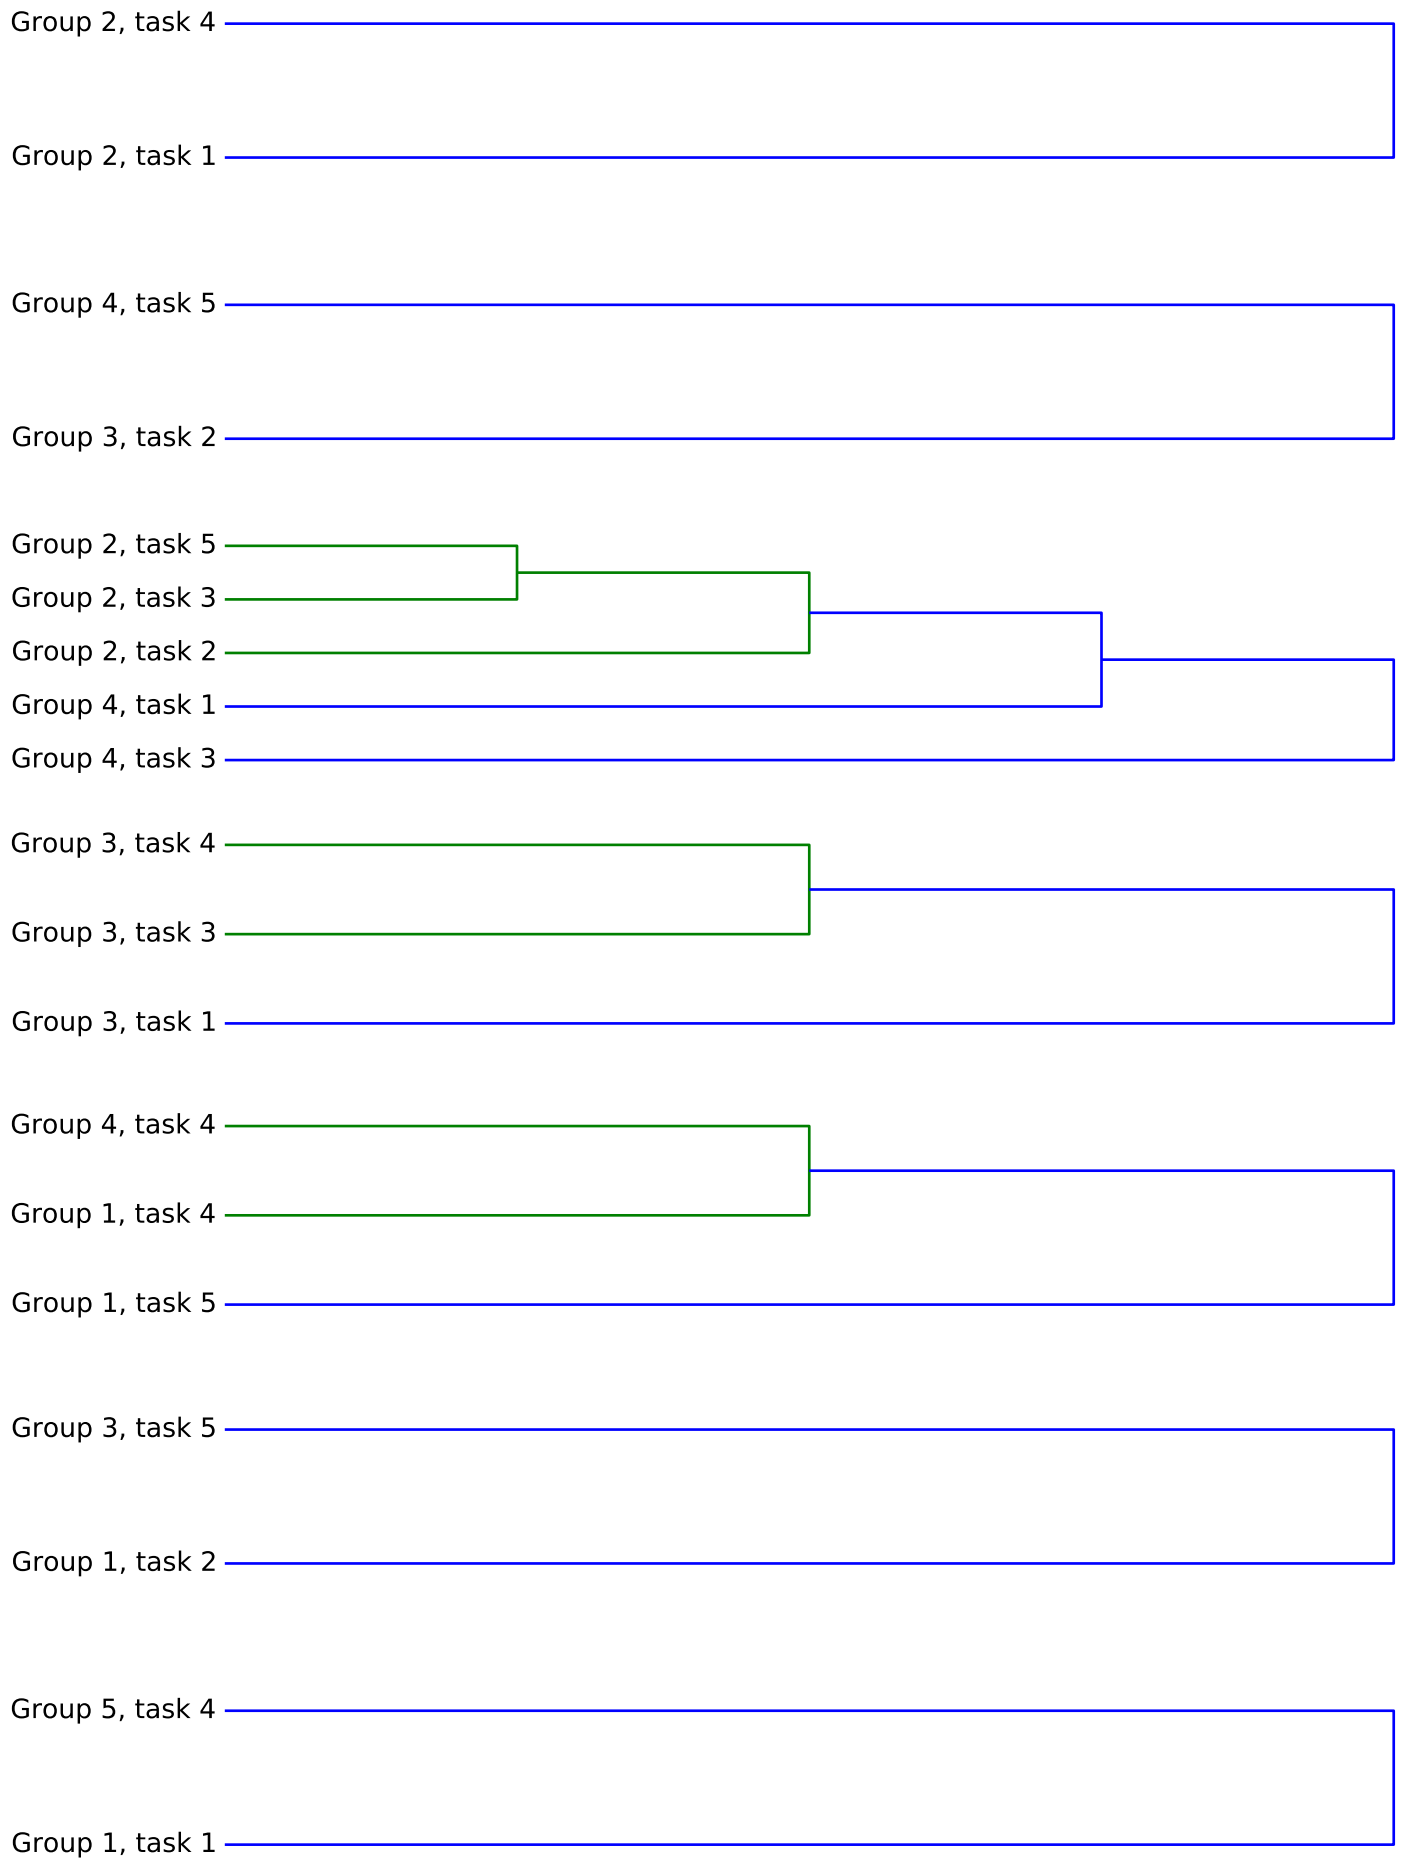 Group 2, task 4
Group 2, task 1
Group 4, task 5
Group 3, task 2
Group 2, task 5
Group 2, task 3
Group 2, task 2
Group 4, task 1
Group 4, task 3
Group 3, task 4
Group 3, task 3
Group 3, task 1
Group 4, task 4
Group 1, task 4
Group 1, task 5
Group 3, task 5
Group 1, task 2
Group 5, task 4
Group 1, task 1